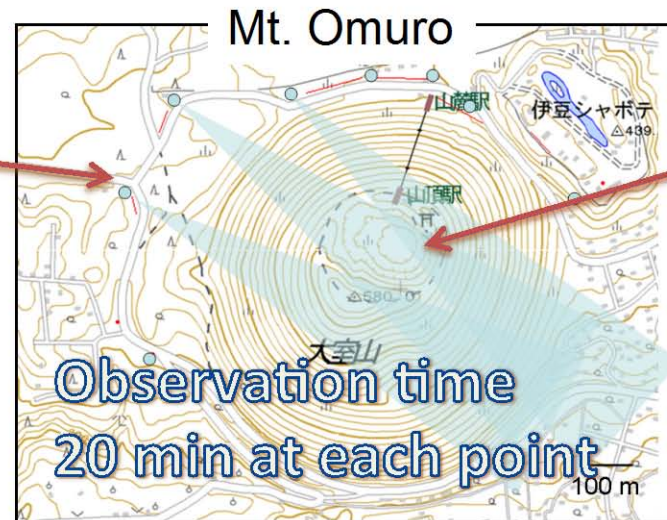 Mt. Omuro
山麓駅
伊豆シャボテ
439.
山頂駅
580.0
大室山
Observation time
20 min at each point
100 m